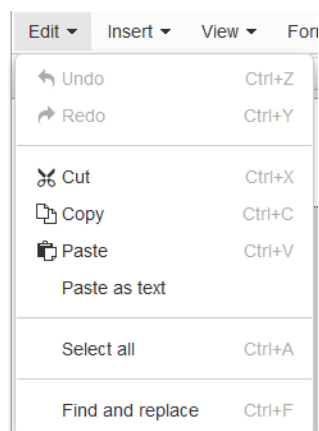 Edit Insert View For
Undo Ctrl+Z
Redo Ctrl+Y
Cut Ctrl+X
Copy Ctrl+C
Paste Ctrl+V
Paste as text
Select all Ctrl+A
Find and replace Ctrl+F